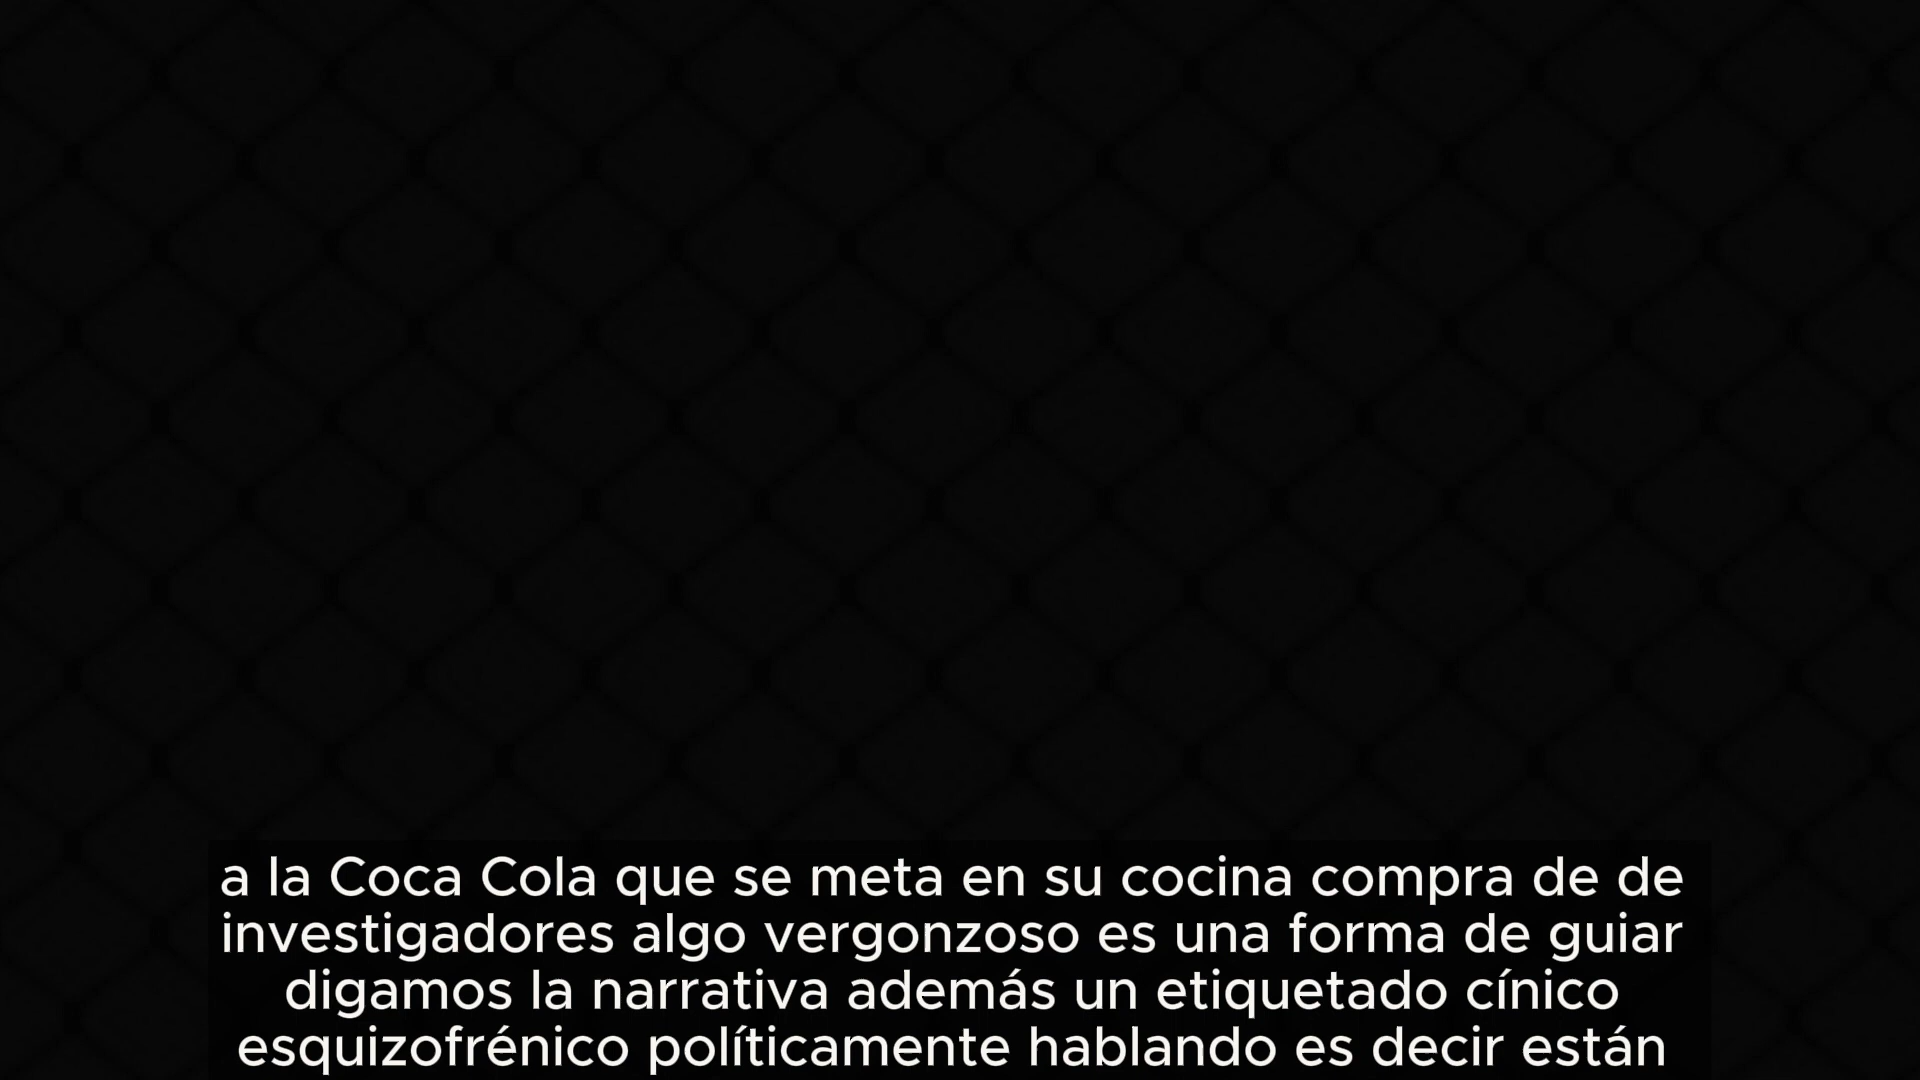 a la Coca Cola que se meta en su cocina compra de de
investigadores algo vergonzoso es una forma de guiar
digamos la narrativa además un etiquetado cínico
esquizofrénico políticamente hablando es decir están